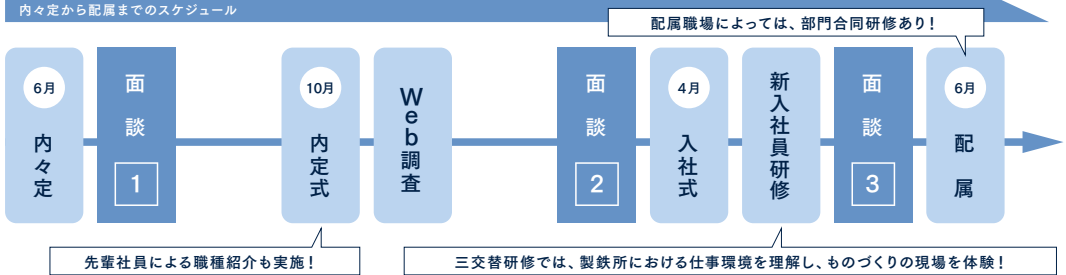 内々定から配属までのスケジュール
配属職場によっては、部門合同研修あり！
6月
内々定
面談
1
10月
内定式
Web調査
面談
2
4月
入社式
新入社員研修
面談
3
6月
配属
先輩社員による職種紹介も実施！
三交替研修では、製鉄所における仕事環境を理解し、ものづくりの現場を体験！